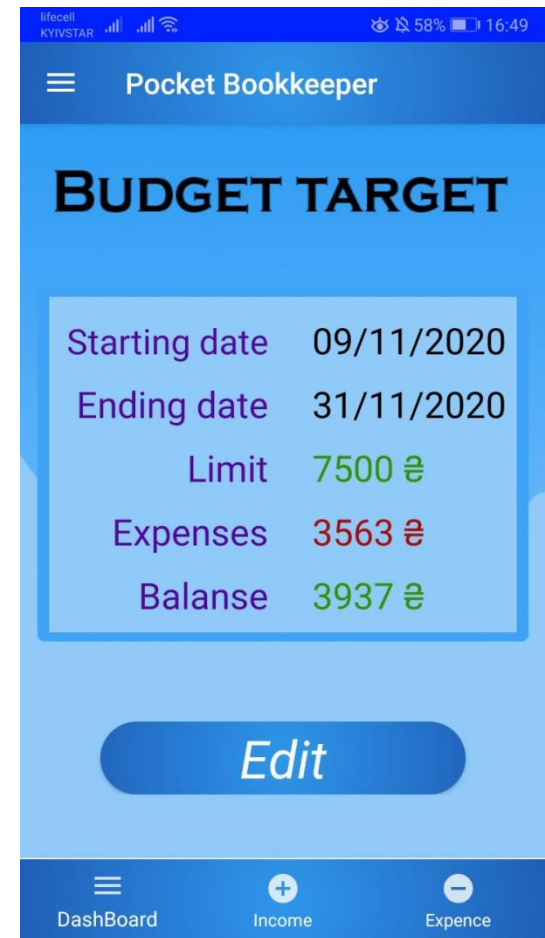 lifecell
KYIVSTAR 58% 16:49
Pocket Bookkeeper
BUDGET TARGET
Starting date 09/11/2020
Ending date 31/11/2020
Limit 7500 ₴
Expenses 3563 ₴
Balanse 3937 ₴
Edit
DashBoard Income Expence